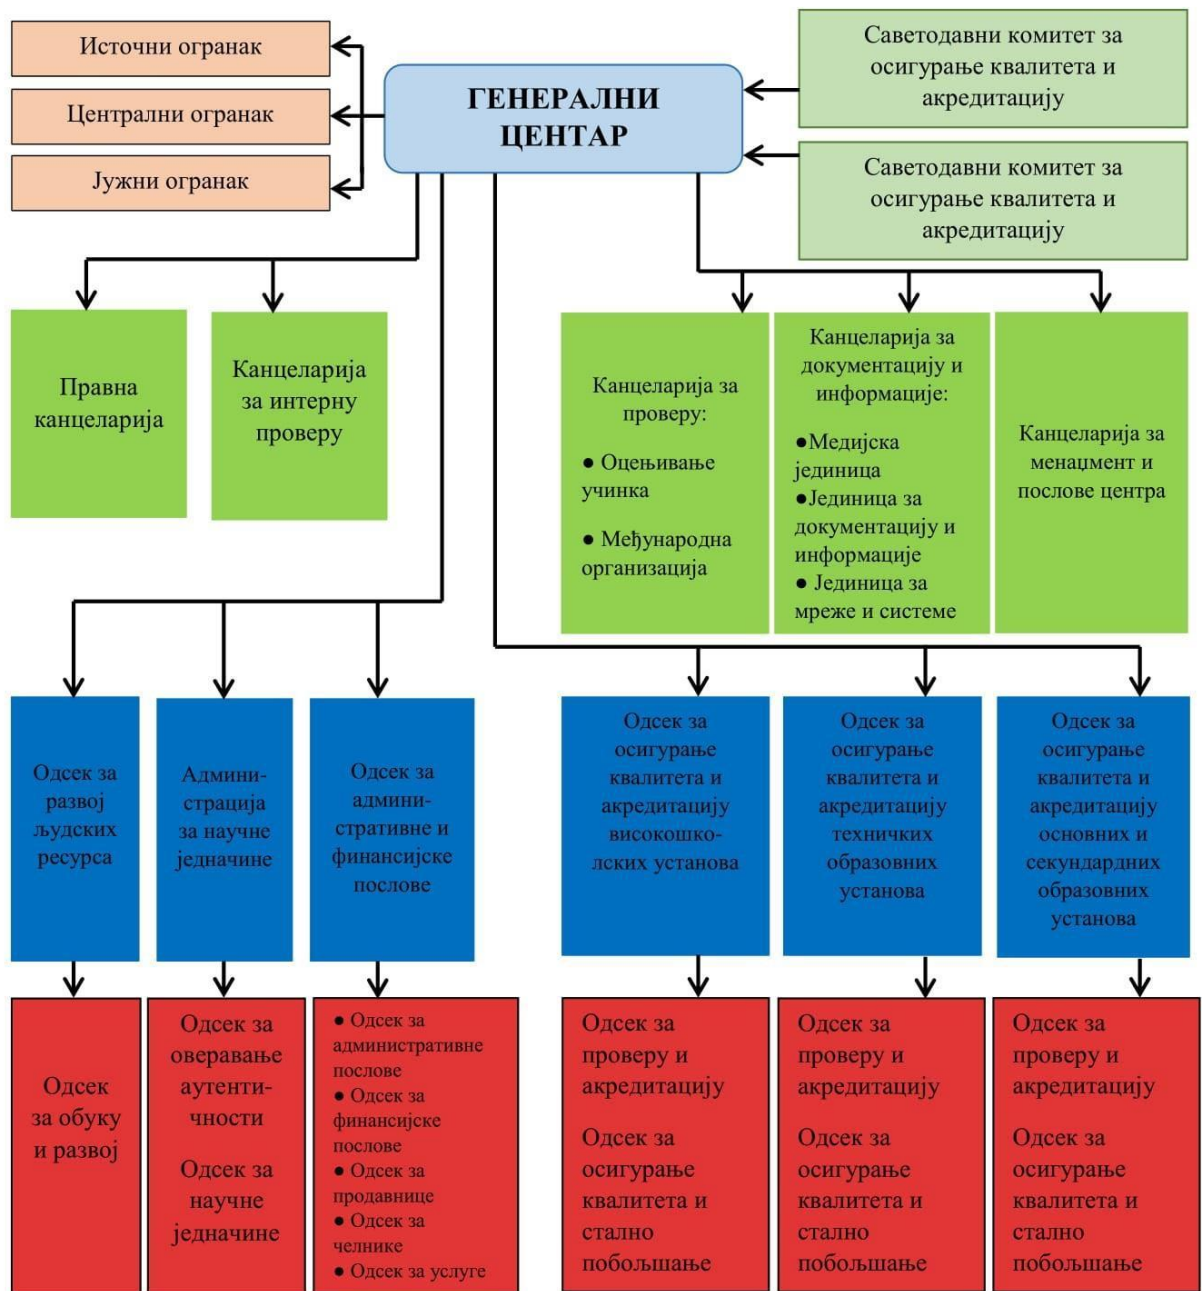 Источни огранак
Централни огранак
Јужни огранак
ГЕНЕРАЛНИ
ЦЕНТАР
Саветодавни комитет за
осигурање квалитета и
акредитацију
Саветодавни комитет за
осигурање квалитета и
акредитацију
Правна
канцеларија
Канцеларија
за интерну
проверу
Канцеларија за
проверу:
● Оцењивање
учинка
● Међународна
организација
Канцеларија за
документацију и
информације:
●Медијска
јединица
●Јединица за
документацију и
информације
● Јединица за
мреже и системе
Канцеларија за
менаџмент и
послове центра
Одсек за
развој
људских
ресурса
Админи-
страција
за научне
једначине
Одсек за
админи-
стративне и
финансијске
послове
Одсек за
осигурање
квалитета и
акредитацију
високошко-
лских установа
Одсек за
осигурање
квалитета и
акредитацију
техничких
образовних
установа
Одсек за
осигурање
квалитета и
акредитацију
основних и
секундардних
образовних
установа
Одсек
за обуку
и развој
Одсек за
оверавање
аутенти-
чности
Одсек за
научне
једначине
● Одсек за
административне
послове
● Одсек за
финансијске
послове
● Одсек за
продавнице
● Одсек за
челнике
● Одсек за услуге
Одсек за
проверу и
акредитацију
Одсек за
осигурање
квалитета и
стално
побољшање
Одсек за
проверу и
акредитацију
Одсек за
осигурање
квалитета и
стално
побољшање
Одсек за
проверу и
акредитацију
Одсек за
осигурање
квалитета и
стално
побољшање